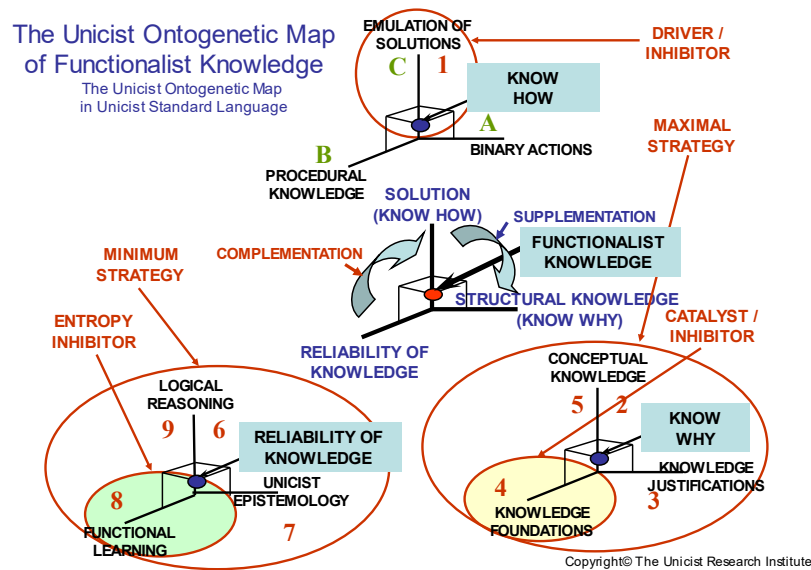 The Unicist Ontogenetic Map
of Functionalist Knowledge
The Unicist Ontogenetic Map
in Unicist Standard Language
EMULATION OF
SOLUTIONS
C 1
DRIVER /
INHIBITOR
KNOW
HOW
A
BINARY ACTIONS
B
PROCEDURAL
KNOWLEDGE
MAXIMAL
STRATEGY
SOLUTION
(KNOW HOW)
SUPPLEMENTATION
COMPLEMENTATION
FUNCTIONALIST
KNOWLEDGE
STRUCTURAL KNOWLEDGE
(KNOW WHY)
RELIABILITY OF
KNOWLEDGE
MINIMUM
STRATEGY
ENTROPY
INHIBITOR
LOGICAL
REASONING
9 6
RELIABILITY OF
KNOWLEDGE
UNICIST
EPISTEMOLOGY
8
FUNCTIONAL
LEARNING
7
CATALYST /
INHIBITOR
CONCEPTUAL
KNOWLEDGE
5 2
KNOW
WHY
KNOWLEDGE
JUSTIFICATIONS
4
3
KNOWLEDGE
FOUNDATIONS
Copyright© The Unicist Research Institute